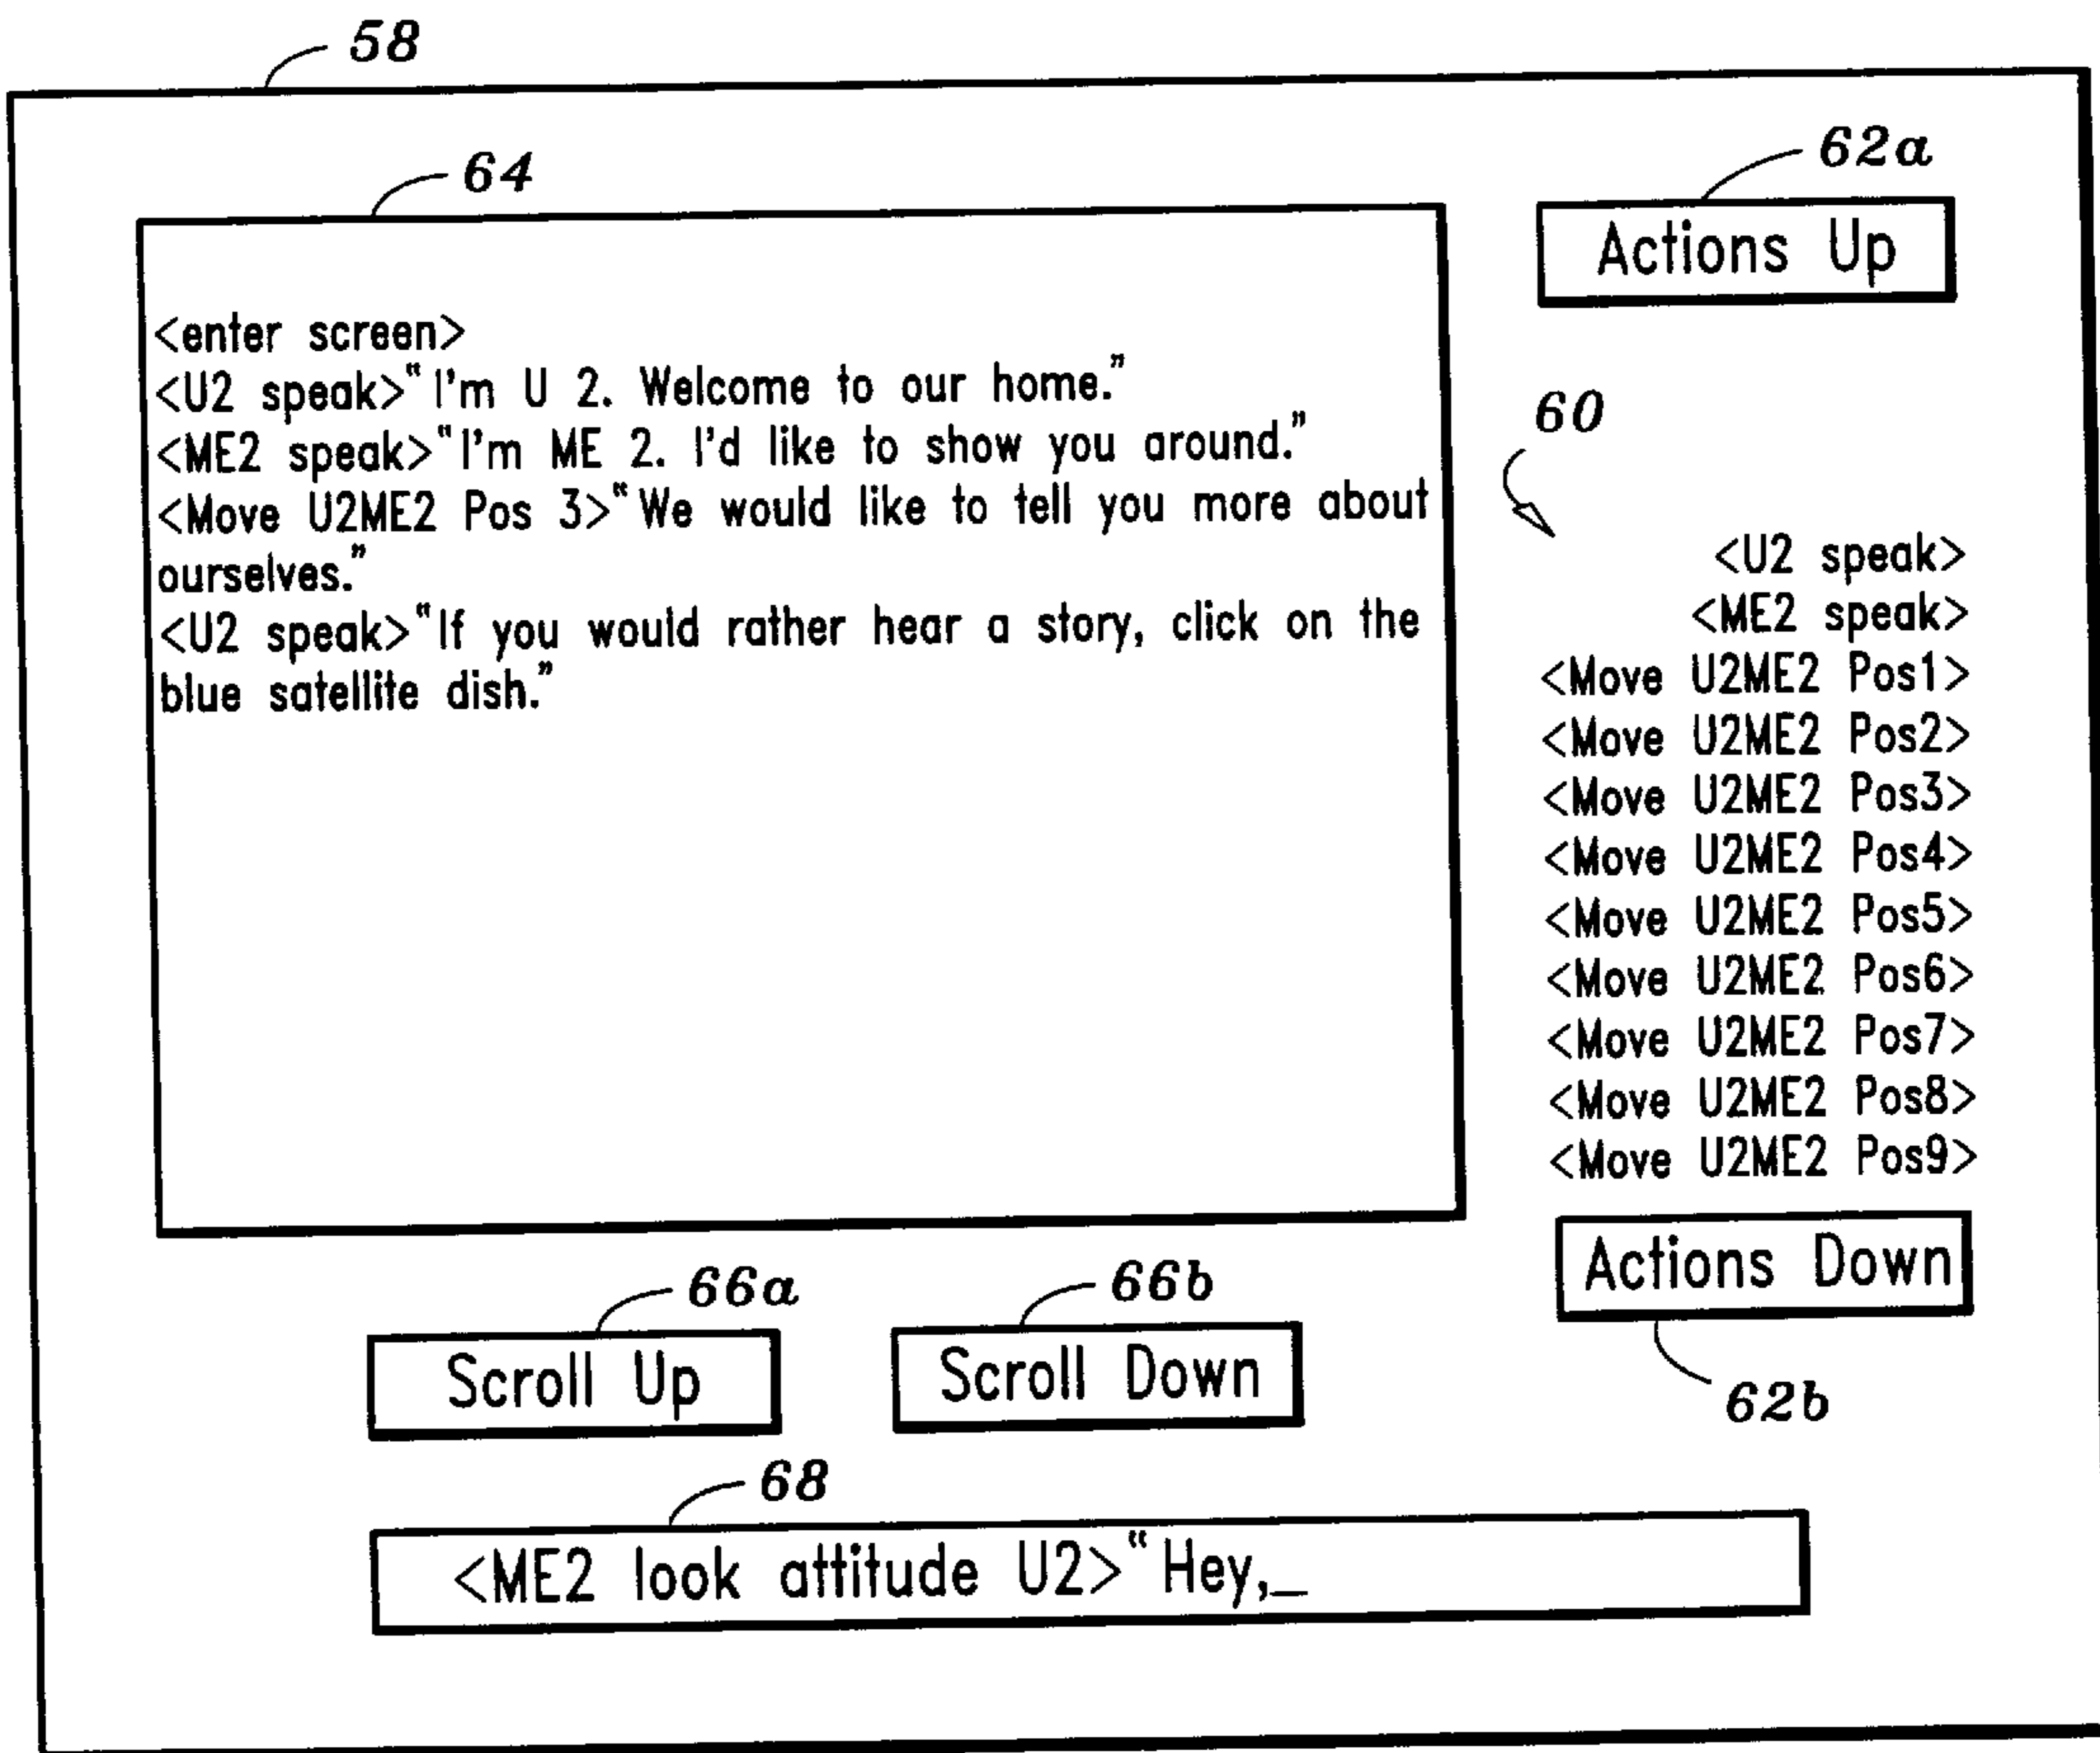 58
64
62a
Actions Up
<enter screen>
<U2 speak>“I'm U 2. Welcome to our home.”
<ME2 speak>“I'm ME 2. I'd like to show you around.”
<Move U2ME2 Pos 3>“We would like to tell you more about
ourselves.”
<U2 speak>“If you would rather hear a story, click on the
blue satellite dish.”
60
<U2 speak>
<ME2 speak>
<Move U2ME2 Pos1>
<Move U2ME2 Pos2>
<Move U2ME2 Pos3>
<Move U2ME2 Pos4>
<Move U2ME2 Pos5>
<Move U2ME2 Pos6>
<Move U2ME2 Pos7>
<Move U2ME2 Pos8>
<Move U2ME2 Pos9>
Actions Down
62b
66a
Scroll Up
66b
Scroll Down
68
<ME2 look attitude U2>“Hey,_